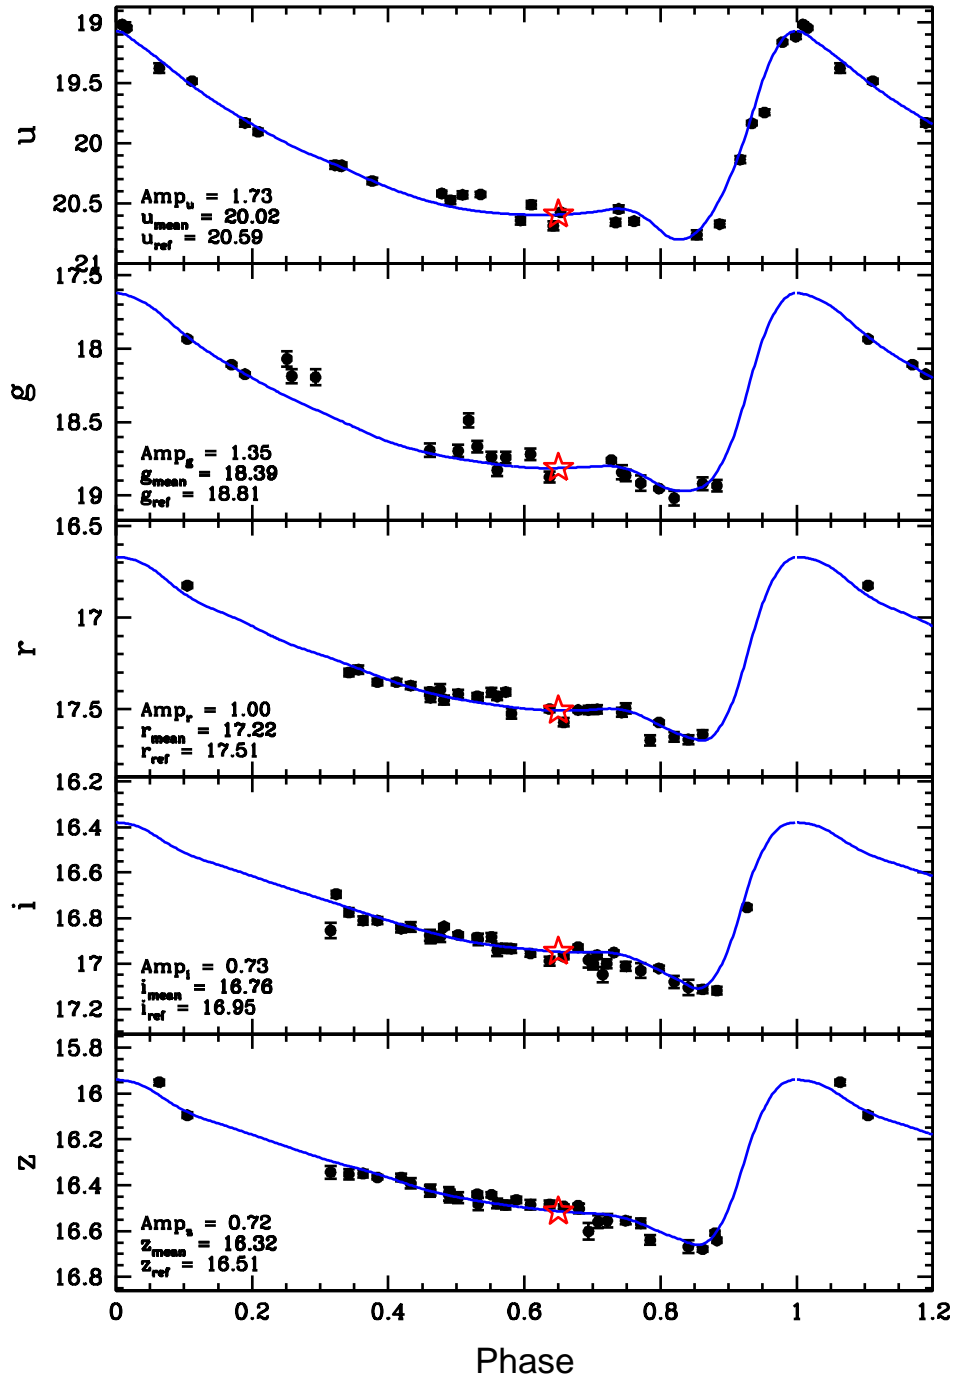 19
19.5
20
20.5
21
u
Amp_u = 1.73
u_mean = 20.02
u_ref = 20.59
17.5
18
18.5
19
g
Amp_g = 1.35
g_mean = 18.39
g_ref = 18.81
16.5
17
17.5
r
Amp_r = 1.00
r_mean = 17.22
r_ref = 17.51
16.2
16.4
16.6
16.8
17
17.2
i
Amp_i = 0.73
i_mean = 16.76
i_ref = 16.95
15.8
16
16.2
16.4
16.6
16.8
z
Amp_z = 0.72
z_mean = 16.32
z_ref = 16.51
0 0.2 0.4 0.6 0.8 1 1.2
Phase